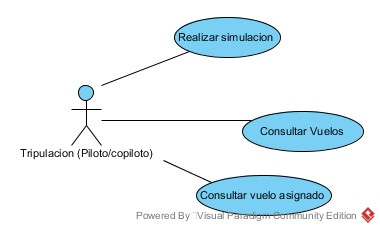 Realizar simulacion
Consultar Vuelos
Tripulacion (Piloto/copiloto)
Consultar vuelo asignado
Powered By Visual Paradigm Community Edition